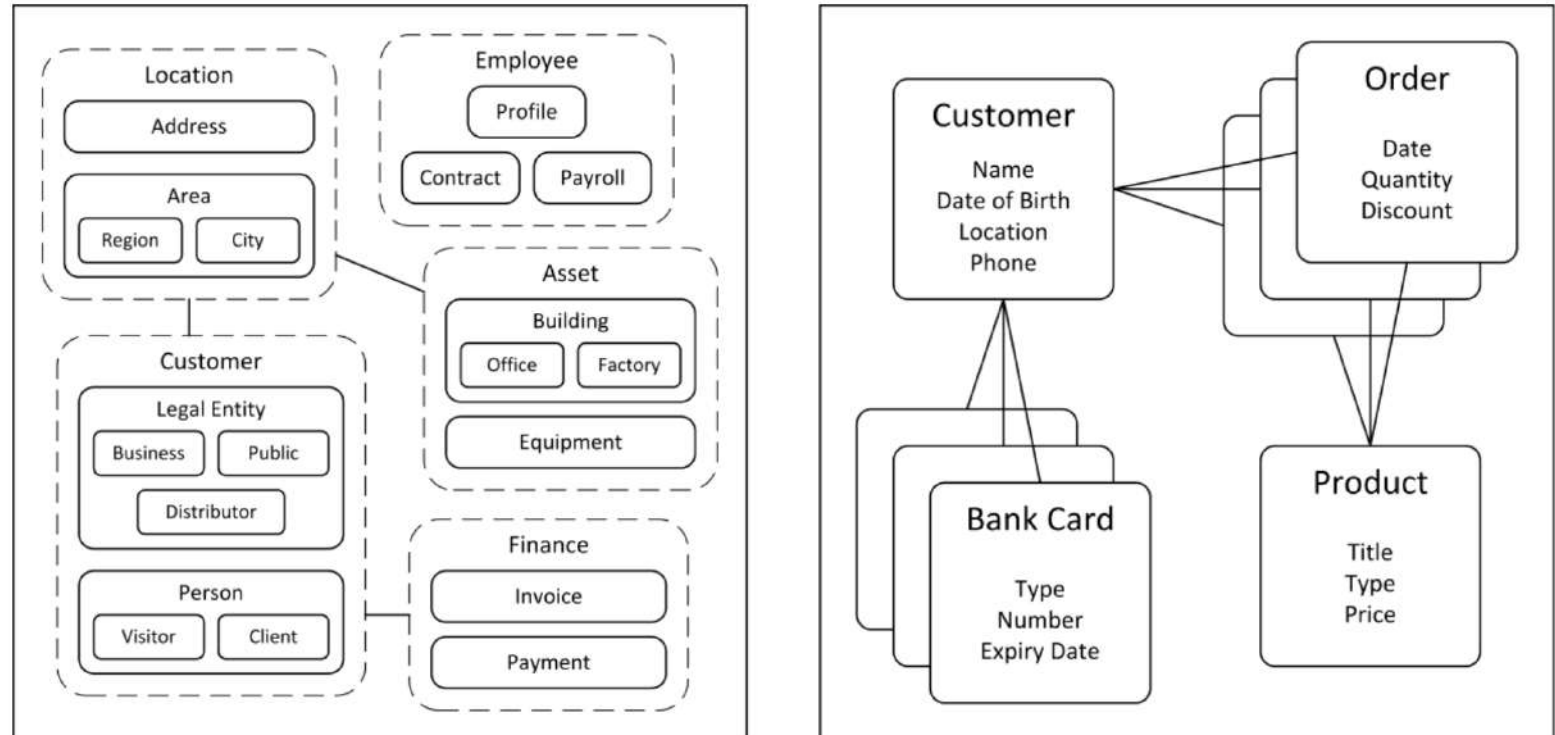 Location
Address
Area
Region City
Employee
Profile
Contract Payroll
Asset
Building
Office Factory
Equipment
Customer
Legal Entity
Business Public
Distributor
Person
Visitor Client
Finance
Invoice
Payment
Customer
Name
Date of Birth
Location
Phone
Order
Date
Quantity
Discount
Bank Card
Type
Number
Expiry Date
Product
Title
Type
Price